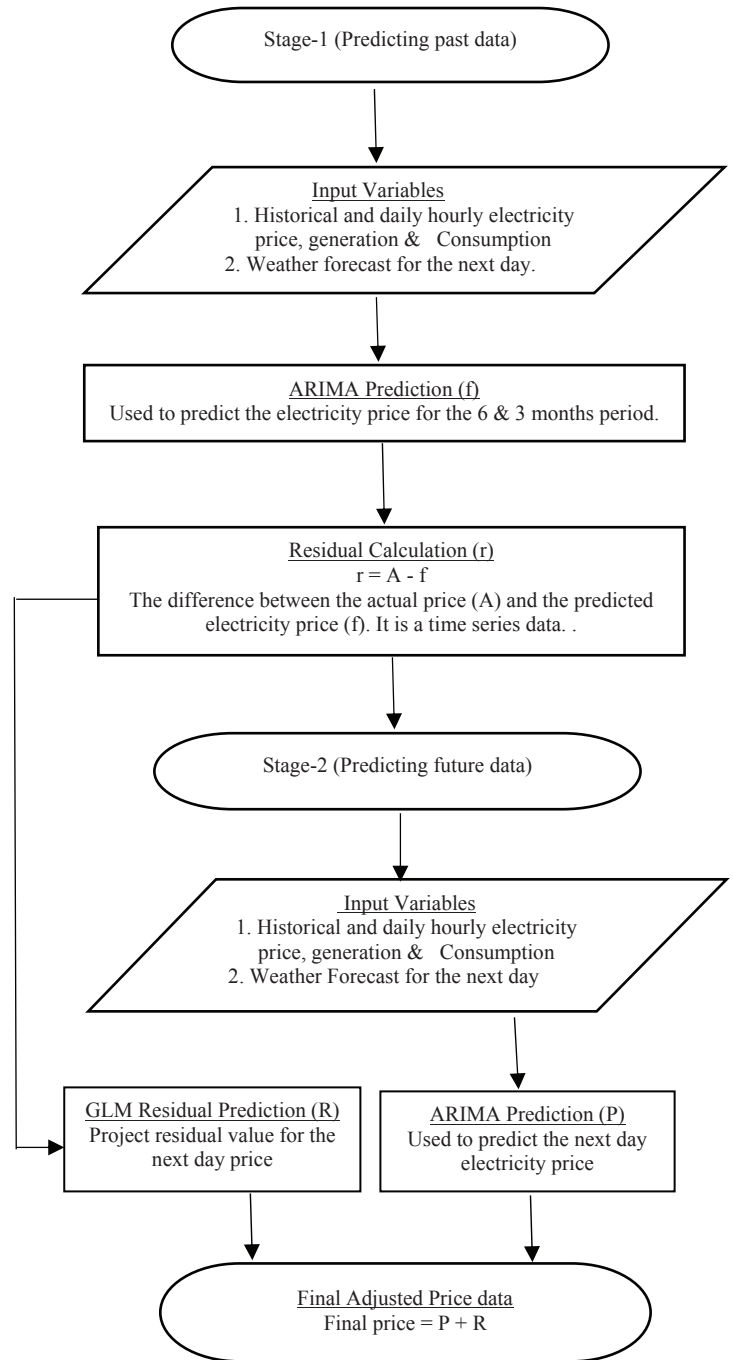 Stage-1 (Predicting past data)
Input Variables
1. Historical and daily hourly electricity
price, generation & Consumption
2. Weather forecast for the next day.
ARIMA Prediction (f)
Used to predict the electricity price for the 6 & 3 months period.
Residual Calculation (r)
r = A - f
The difference between the actual price (A) and the predicted
electricity price (f). It is a time series data. .
Stage-2 (Predicting future data)
Input Variables
1. Historical and daily hourly electricity
price, generation & Consumption
2. Weather Forecast for the next day
GLM Residual Prediction (R)
Project residual value for the
next day price
ARIMA Prediction (P)
Used to predict the next day
electricity price
Final Adjusted Price data
Final price = P + R